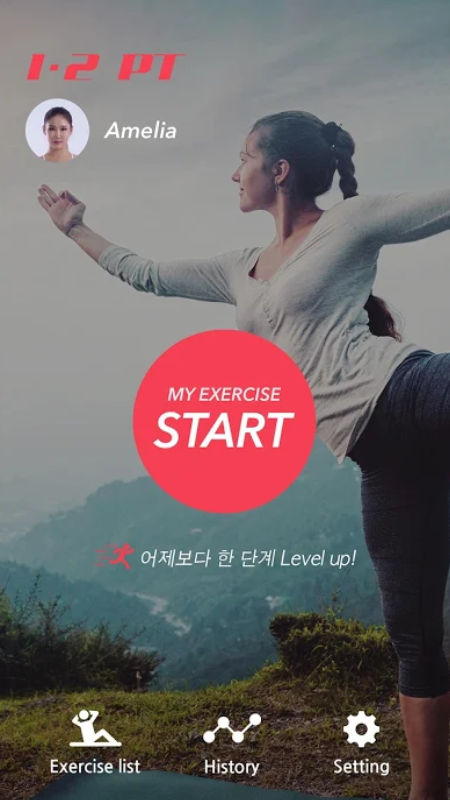 1·2 PT
Amelia
MY EXERCISE
START
어제보다 한 단계 Level up!
Exercise list
History
Setting